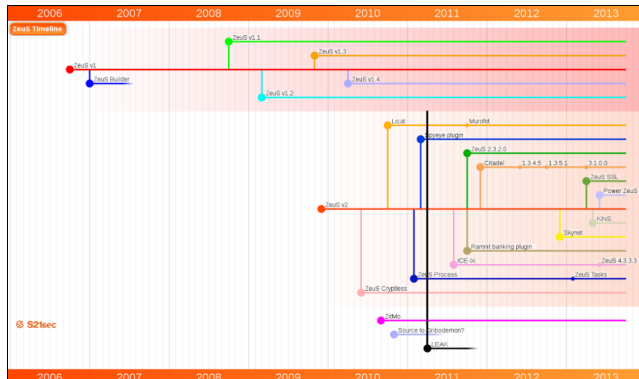 2006 2007 2008 2009 2010 2011 2012 2013
ZeuS Timeline
ZeuS v1.1
ZeuS v1.3
ZeuS v1
ZeuS Builder
ZeuS v1.4
ZeuS v1.2
Licat Murofet
Spyeye plugin
ZeuS 2.3.2.0
Citadel 1.3.4.5 1.3.5.1 3.1.0.0
ZeuS SSL
Power ZeuS
ZeuS v2
KINS
Skynet
Ramnit banking plugin
ICE-IX ZeuS 4.3.3.3
ZeuS Process ZeuS Tasks
ZeuS Cryptless
ZitMo
S21sec
Source to Gribodemon?
LEAK
2006 2007 2008 2009 2010 2011 2012 2013